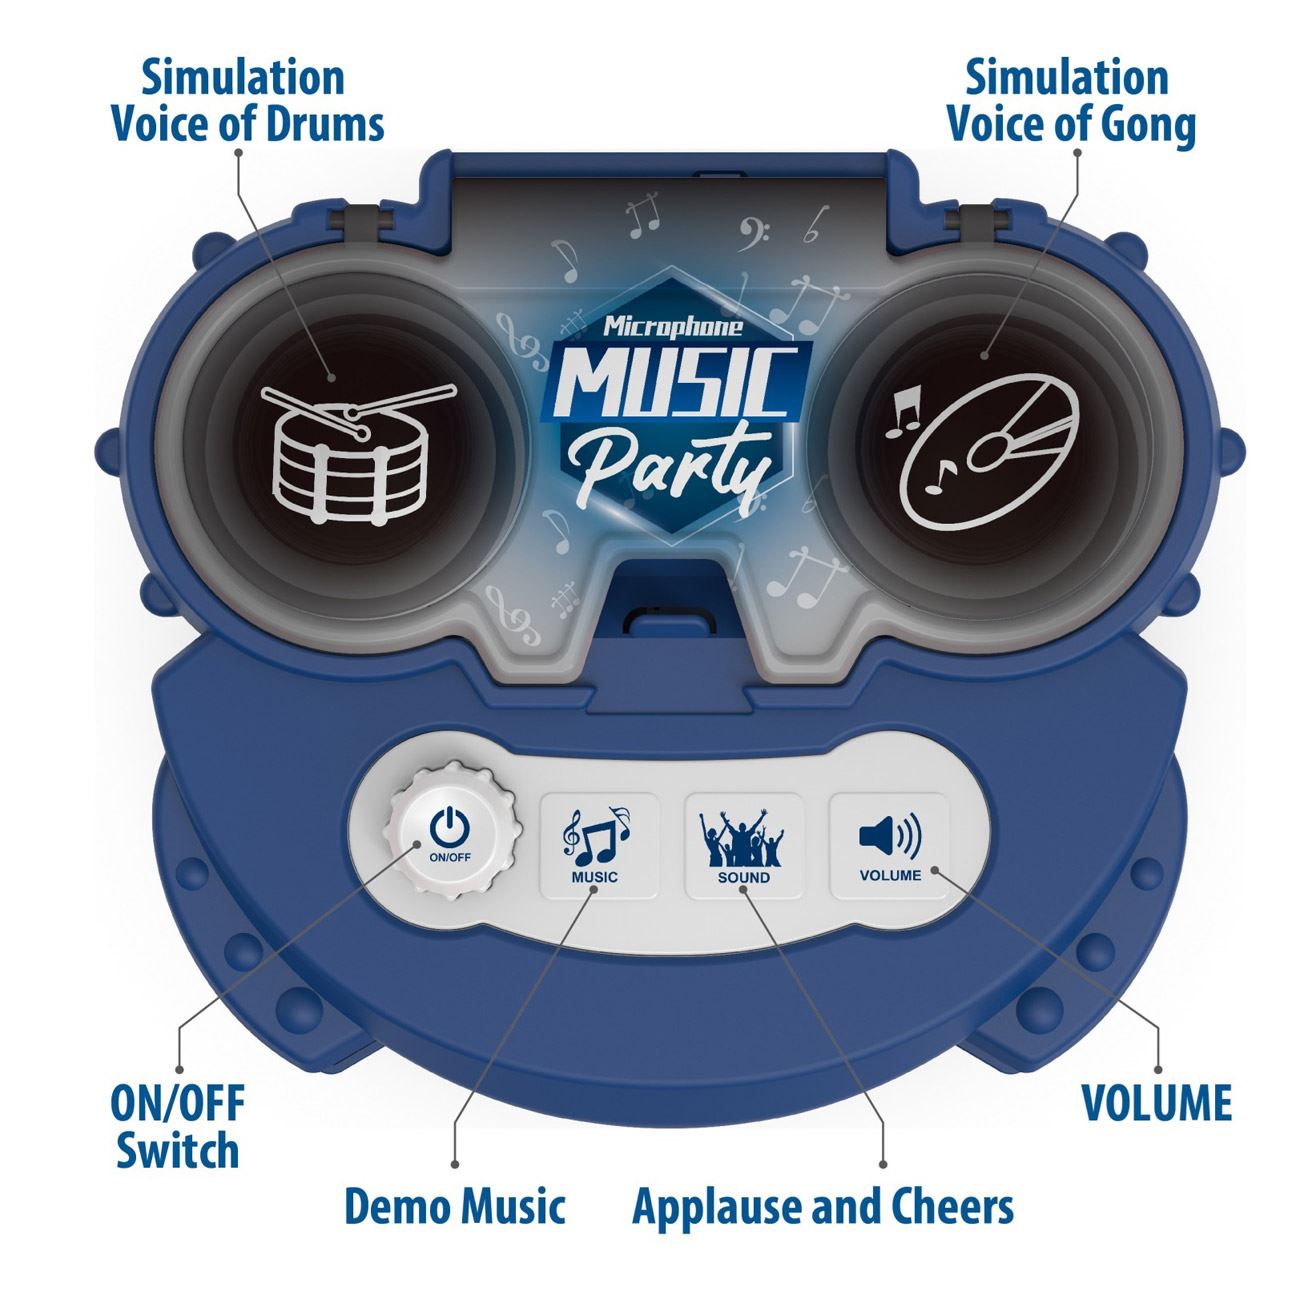 Simulation
Voice of Drums
Simulation
Voice of Gong
Microphone
MUSIC
Party
ON/OFF
MUSIC
SOUND
VOLUME
ON/OFF
Switch
VOLUME
Demo Music
Applause and Cheers